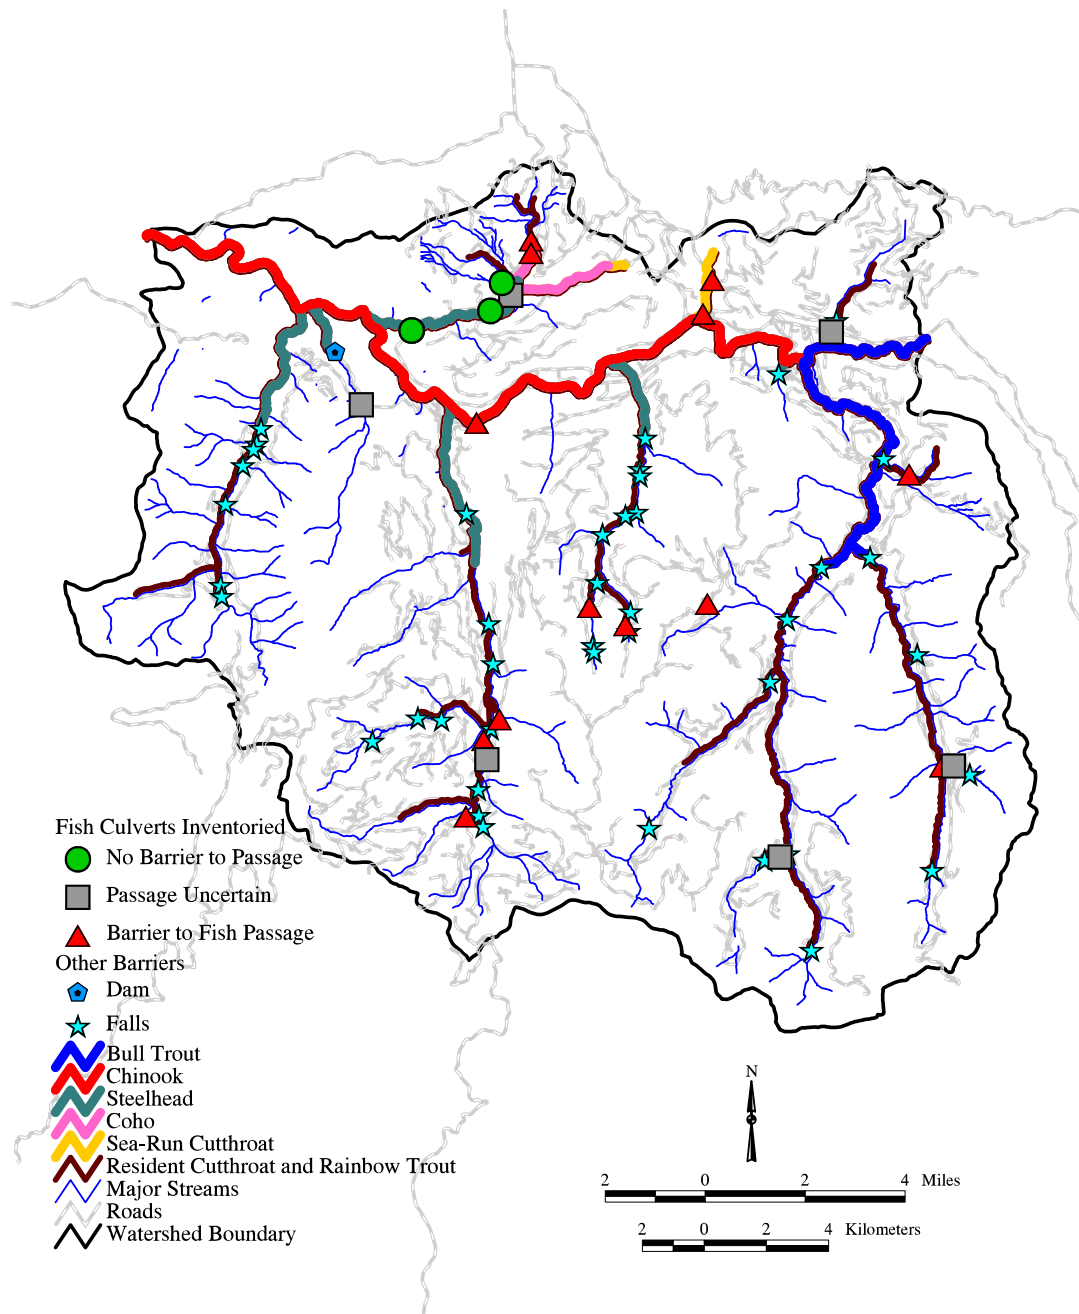 Fish Culverts Inventoried
No Barrier to Passage
Passage Uncertain
Barrier to Fish Passage
Other Barriers
Dam
Falls
Bull Trout
Chinook
Steelhead
Coho
Sea-Run Cutthroat
Resident Cutthroat and Rainbow Trout
Major Streams
Roads
Watershed Boundary
N
2 0 2 4 Miles
2 0 2 4 Kilometers